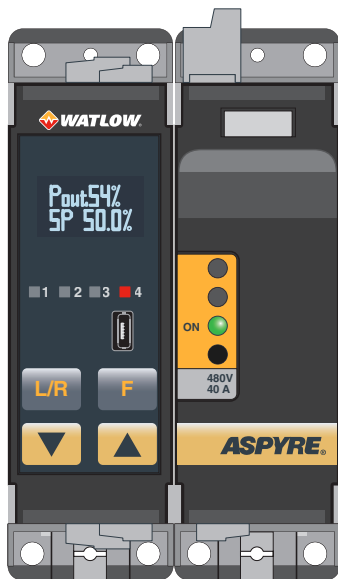 WATLOW
Pout54%
SP 50.0%
1 2 3 4
L/R F
ON
480V
40 A
ASPYRE®